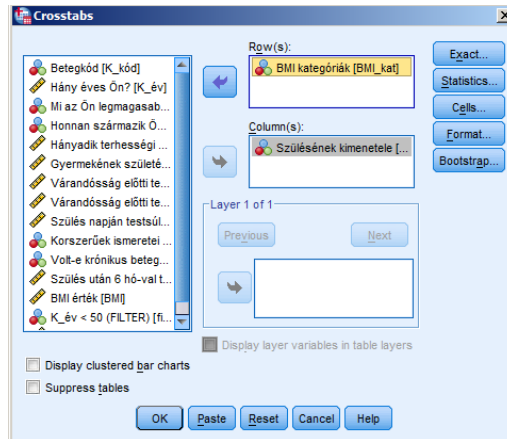 Crosstabs
Betegkód [K_kód]
Hány éves Ön? [K_év]
Mi az Ön legmagasab...
Honnan származik Ö...
Hányadik terhességi ...
Gyermekének születé...
Várandósság előtti te...
Várandósság előtti te...
Szülés napján testsúl...
Korszerűek ismeretei ...
Volt-e krónikus beteg...
Szülés után 6 hó-val t...
BMI érték [BMI]
K_év < 50 (FILTER) [fi...
Row(s):
BMI kategóriák [BMI_kat]
Column(s):
Szülésének kimenetele [...
Layer 1 of 1
Previous
Next
Display layer variables in table layers
Exact...
Statistics...
Cells...
Format...
Bootstrap...
Display clustered bar charts
Suppress tables
OK
Paste
Reset
Cancel
Help